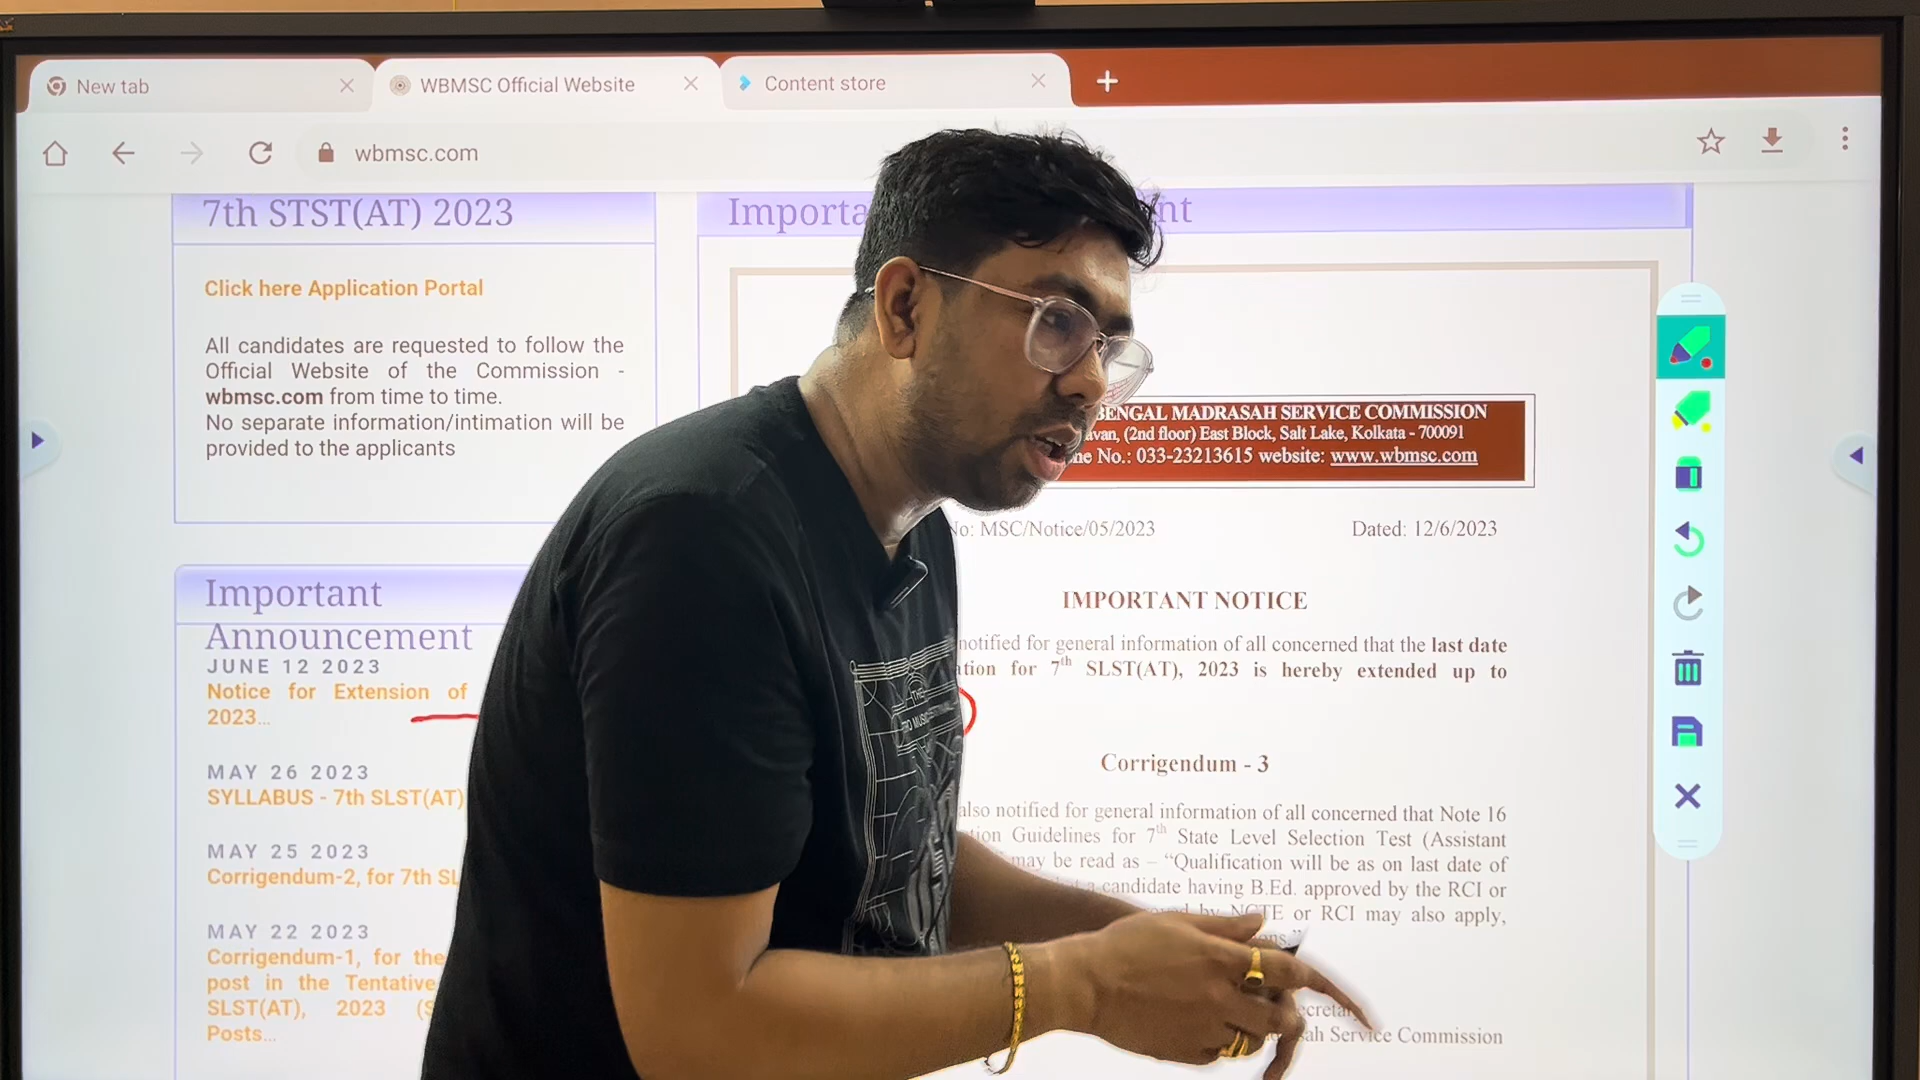 New tab
WBMSC Official Website
Content store
wbmsc.com
7th STST(AT) 2023
Click here Application Portal
All candidates are requested to follow the
Official Website of the Commission -
wbmsc.com from time to time.
No separate information/intimation will be
provided to the applicants
Important
Announcement
JUNE 12 2023
Notice for Extension of
2023...
MAY 26 2023
SYLLABUS - 7th SLST(AT)
MAY 25 2023
Corrigendum-2, for 7th
MAY 22 2023
Corrigendum-1, for the
post in the Tentative
SLST(AT), 2023
Posts...
BENGAL MADRASAH SERVICE COMMISSION
(2nd floor) East Block, Salt Lake, Kolkata - 700091
No.: 033-23213615 website: www.wbmsc.com
No: MSC/Notice/05/2023 Dated: 12/6/2023
IMPORTANT NOTICE
notified for general information of all concerned that the last date
for 7th SLST(AT), 2023 is hereby extended up to
Corrigendum - 3
also notified for general information of all concerned that Note 16
Guidelines for 7th State Level Selection Test (Assistant
may be read as – “Qualification will be as on last date of
a candidate having B.Ed. approved by the RCI or
by NCTE or RCI may also apply,
Service Commission
THE